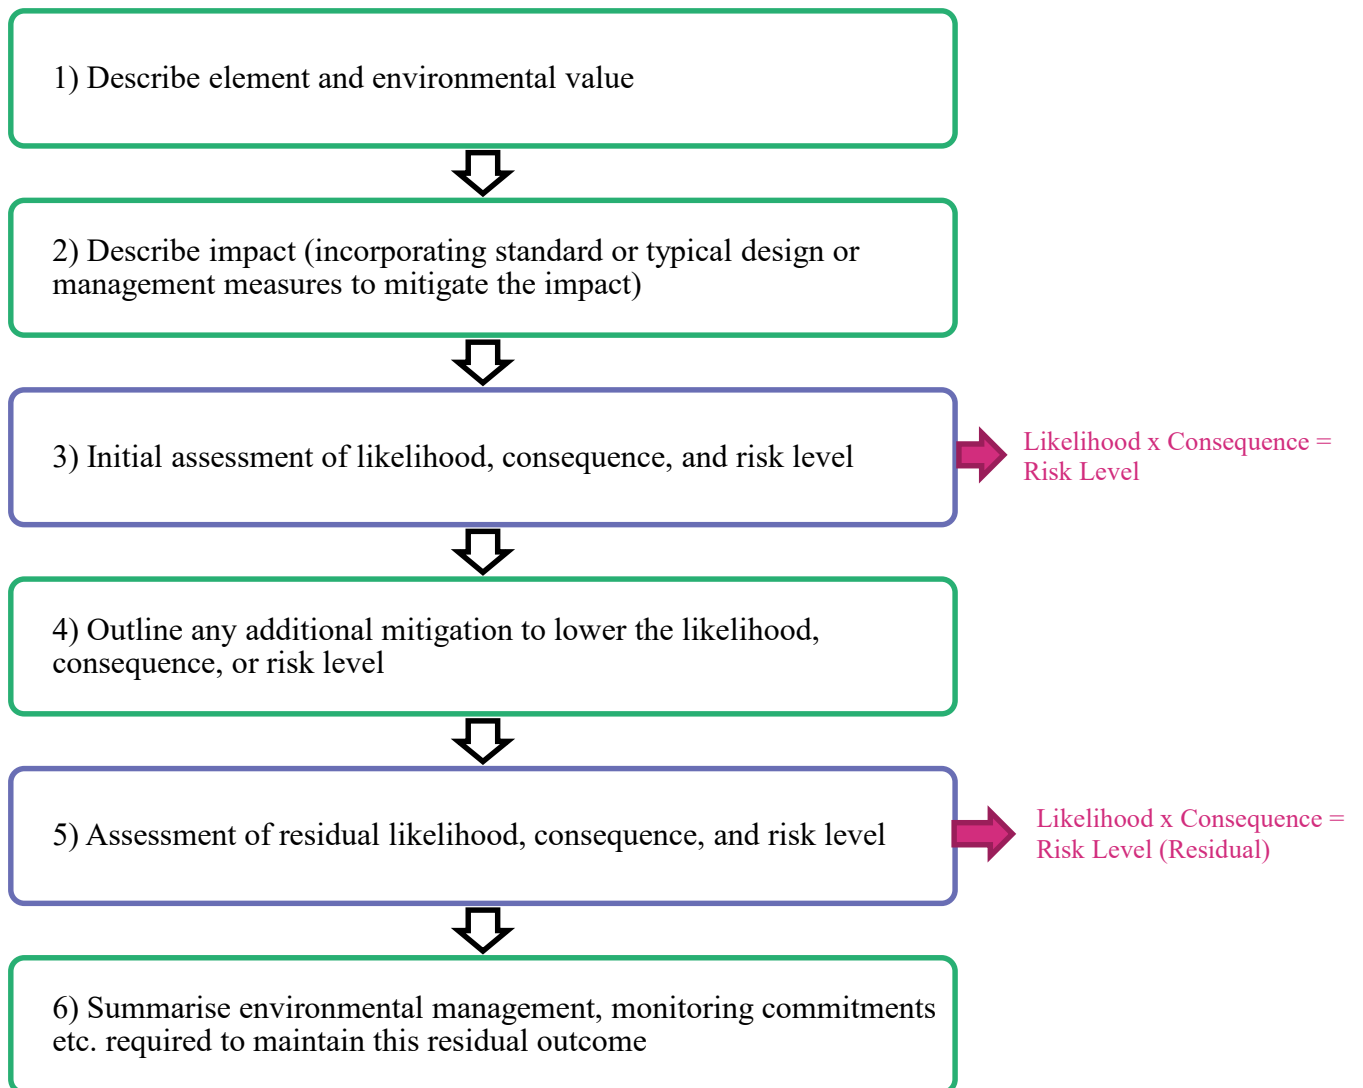 1) Describe element and environmental value
2) Describe impact (incorporating standard or typical design or
management measures to mitigate the impact)
3) Initial assessment of likelihood, consequence, and risk level
Likelihood x Consequence =
Risk Level
4) Outline any additional mitigation to lower the likelihood,
consequence, or risk level
5) Assessment of residual likelihood, consequence, and risk level
Likelihood x Consequence =
Risk Level (Residual)
6) Summarise environmental management, monitoring commitments
etc. required to maintain this residual outcome